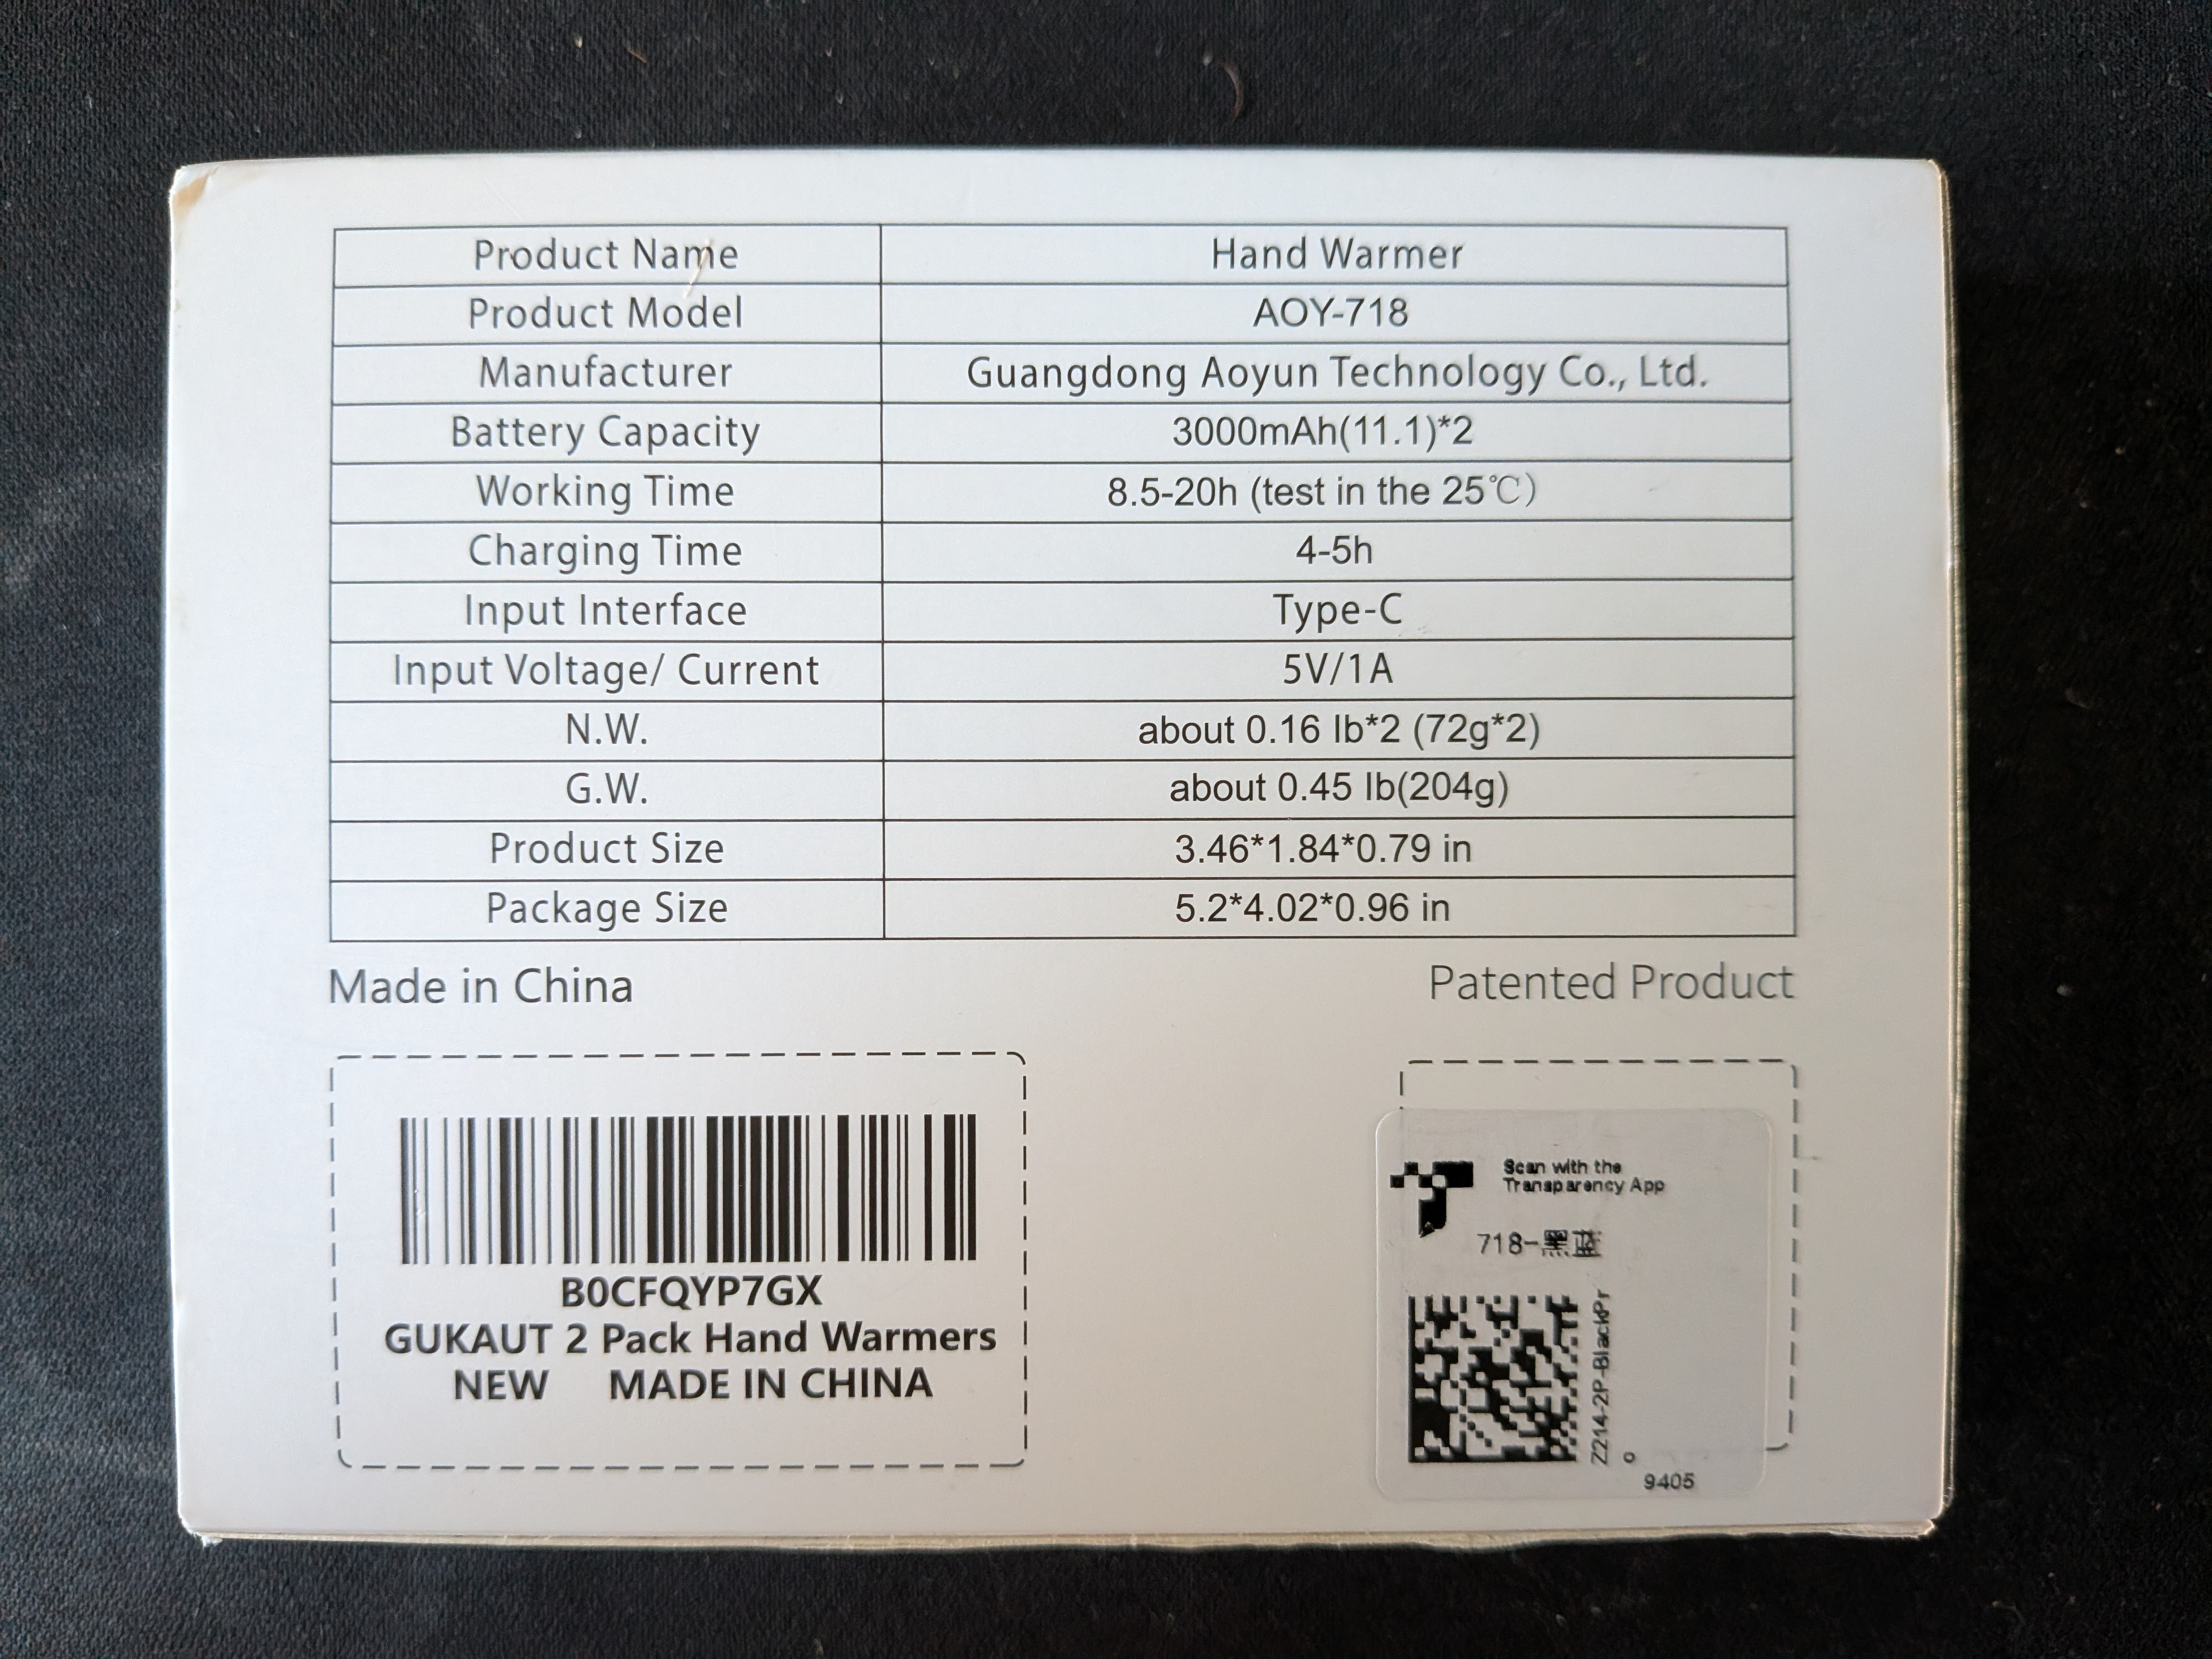 Product Name Hand Warmer
Product Model AOY-718
Manufacturer Guangdong Aoyun Technology Co., Ltd.
Battery Capacity 3000mAh(11.1)*2
Working Time 8.5-20h (test in the 25℃)
Charging Time 4-5h
Input Interface Type-C
Input Voltage/ Current 5V/1A
N.W. about 0.16 lb*2 (72g*2)
G.W. about 0.45 lb(204g)
Product Size 3.46*1.84*0.79 in
Package Size 5.2*4.02*0.96 in
Made in China
Patented Product
B0CFQYP7GX
GUKAUT 2 Pack Hand Warmers
NEW MADE IN CHINA
Scan with the
Transparency App
718-黑蓝
Z214-2P-BlackPr
o
9405